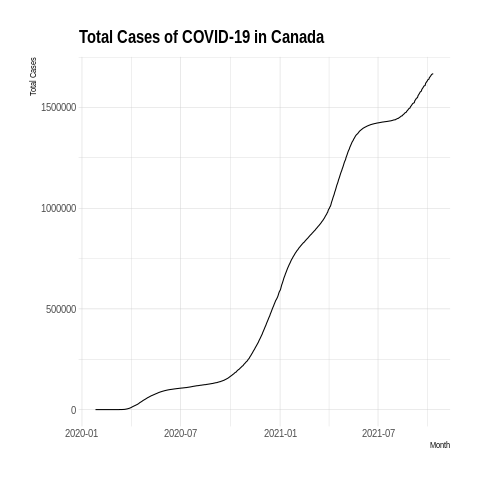 Total Cases of COVID-19 in Canada
Total Cases
1500000
1000000
500000
0
2020-01 2020-07 2021-01 2021-07
Month